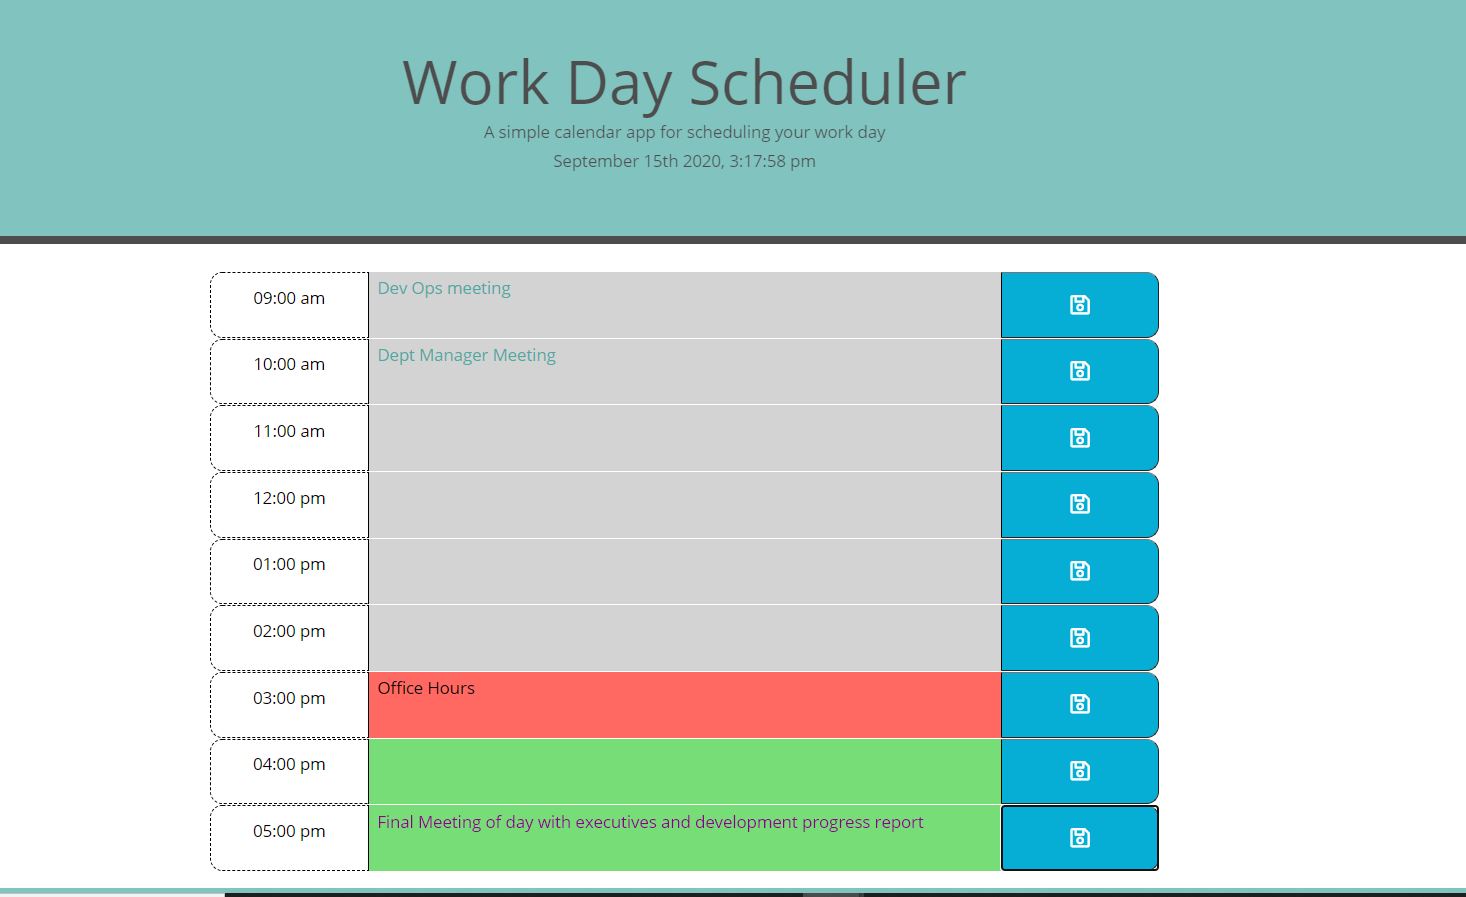 Work Day Scheduler
A simple calendar app for scheduling your work day
September 15th 2020, 3:17:58 pm
09:00 am Dev Ops meeting
10:00 am Dept Manager Meeting
11:00 am
12:00 pm
01:00 pm
02:00 pm
03:00 pm Office Hours
04:00 pm
05:00 pm Final Meeting of day with executives and development progress report